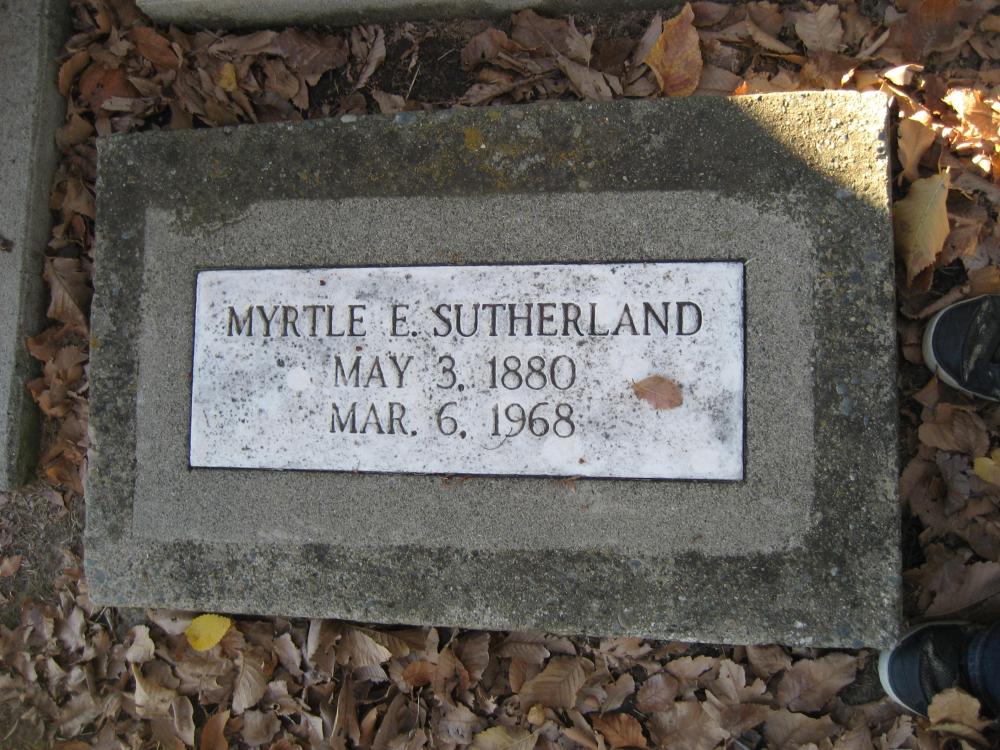 MYRTLE E. SUTHERLAND
MAY 3, 1880
MAR. 6, 1968